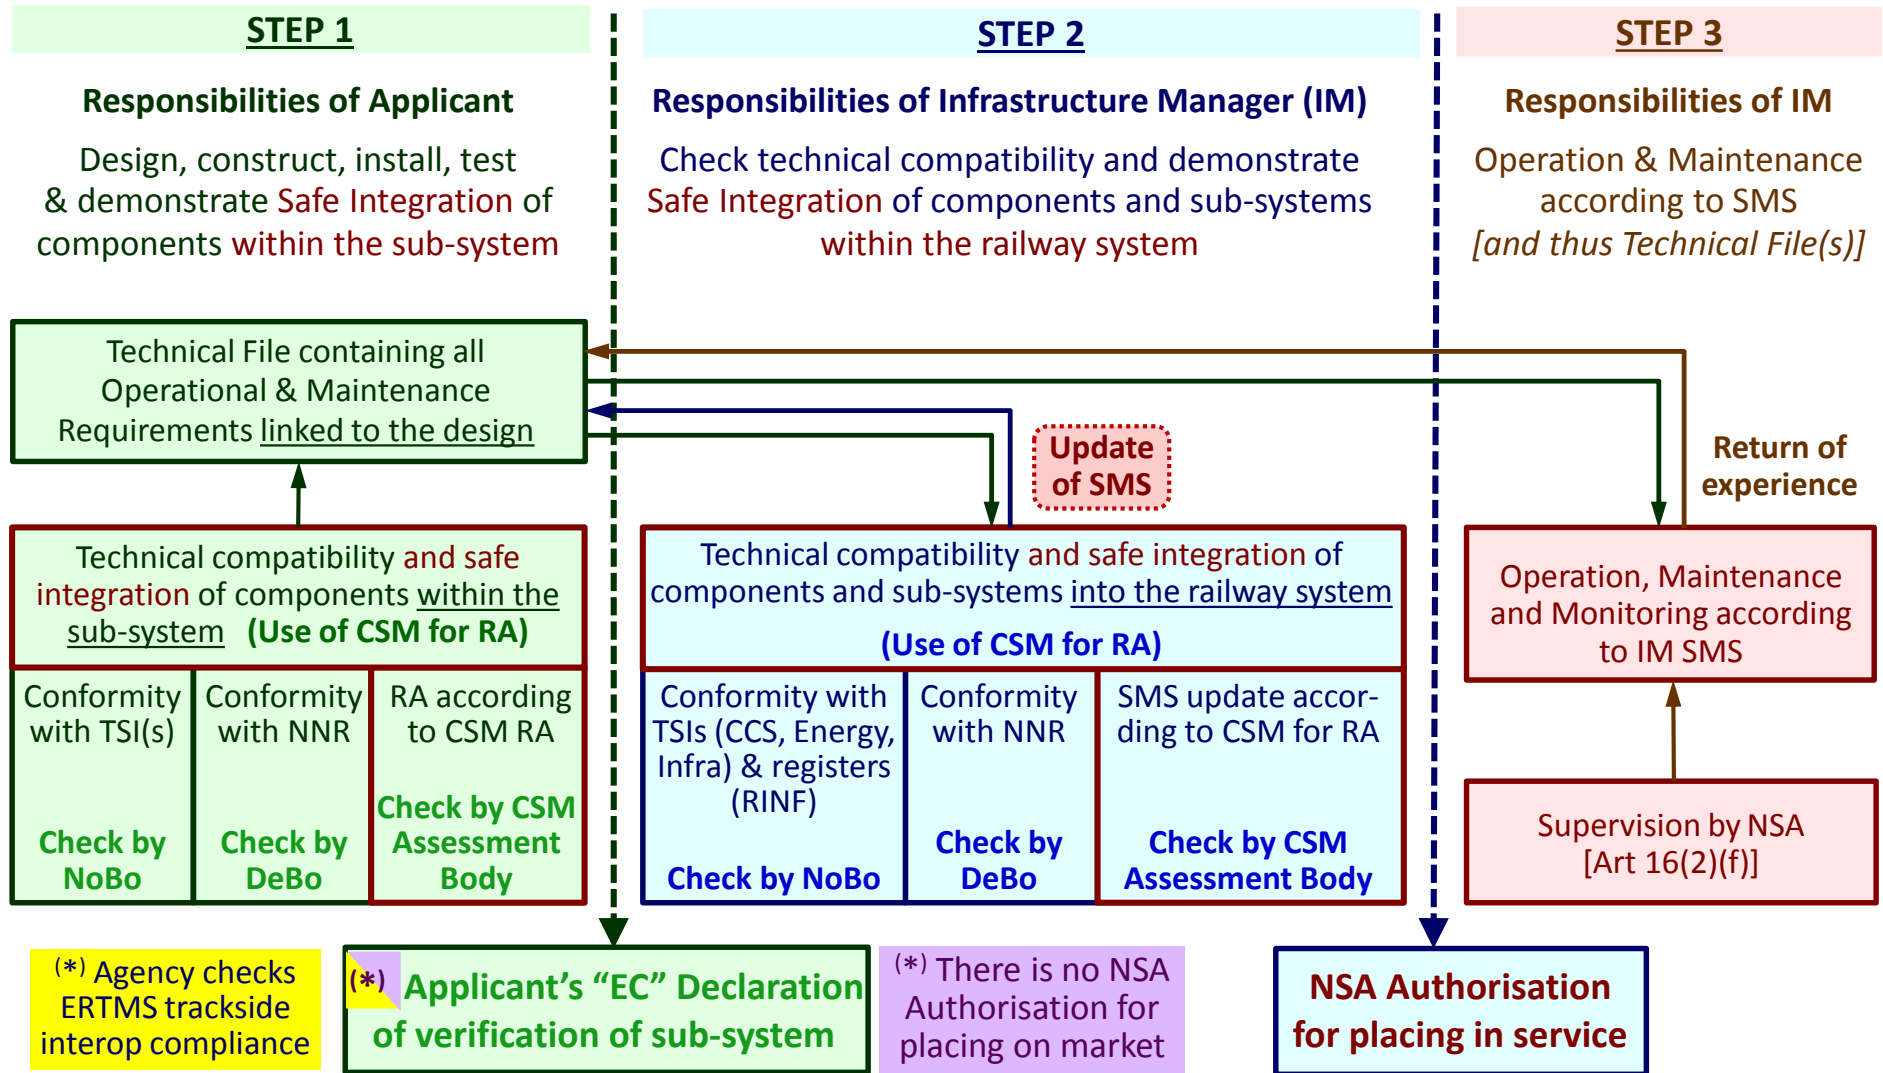 STEP 1
Responsibilities of Applicant
Design, construct, install, test
& demonstrate Safe Integration of
components within the sub-system
STEP 2
Responsibilities of Infrastructure Manager (IM)
Check technical compatibility and demonstrate
Safe Integration of components and sub-systems
within the railway system
STEP 3
Responsibilities of IM
Operation & Maintenance
according to SMS
[and thus Technical File(s)]
Technical File containing all
Operational & Maintenance
Requirements linked to the design
Update
of SMS
Return of
experience
Technical compatibility and safe
integration of components within the
sub-system (Use of CSM for RA)
Conformity
with TSI(s)
Check by
NoBo
Conformity
with NNR
Check by
DeBo
RA according
to CSM RA
Check by CSM
Assessment
Body
Technical compatibility and safe integration of
components and sub-systems into the railway system
(Use of CSM for RA)
Conformity with
TSIs (CCS, Energy,
Infra) & registers
(RINF)
Check by NoBo
Conformity
with NNR
Check by
DeBo
SMS update accor-
ding to CSM for RA
Check by CSM
Assessment Body
Operation, Maintenance
and Monitoring according
to IM SMS
Supervision by NSA
[Art 16(2)(f)]
(*) Agency checks
ERTMS trackside
interop compliance
(*) Applicant’s “EC” Declaration
of verification of sub-system
(*) There is no NSA
Authorisation for
placing on market
NSA Authorisation
for placing in service